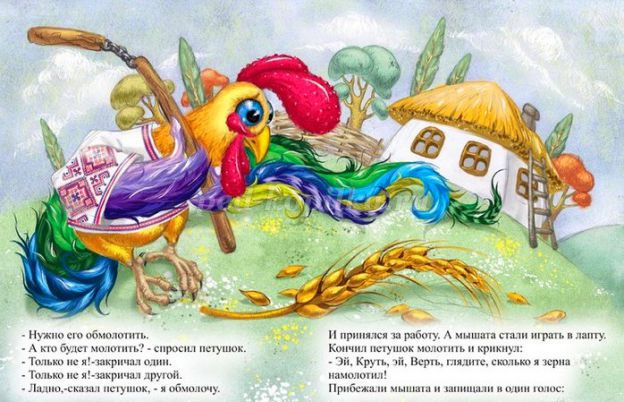 - Нужно его обмолотить.
- А кто будет молотить? - спросил петушок.
- Только не я!-закричал один.
- Только не я!-закричал другой.
- Ладно,-сказал петушок, - я обмолочу.
И принялся за работу. А мышата стали играть в лапту.
Кончил петушок молотить и крикнул:
- Эй, Круть, эй, Верть, глядите, сколько я зерна
намолотил!
Прибежали мышата и запищали в один голос: